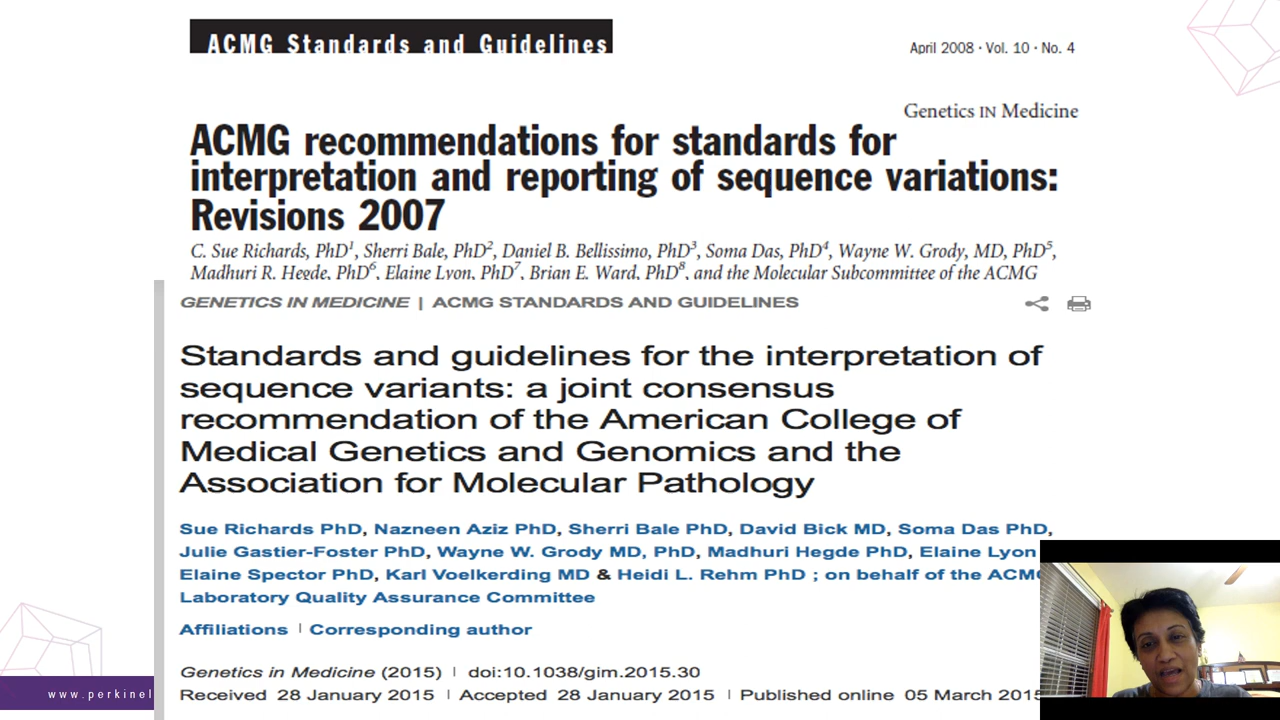 ACMG Standards and Guidelines
April 2008 · Vol. 10 · No. 4
Genetics IN Medicine
ACMG recommendations for standards for
interpretation and reporting of sequence variations:
Revisions 2007
C. Sue Richards, PhD1, Sherri Bale, PhD2, Daniel B. Bellissimo, PhD3, Soma Das, PhD4, Wayne W. Grody, MD, PhD5,
Madhuri R. Hegde, PhD6, Elaine Lyon, PhD7, Brian E. Ward, PhD8, and the Molecular Subcommittee of the ACMG
GENETICS IN MEDICINE | ACMG STANDARDS AND GUIDELINES
Standards and guidelines for the interpretation of
sequence variants: a joint consensus
recommendation of the American College of
Medical Genetics and Genomics and the
Association for Molecular Pathology
Sue Richards PhD, Nazneen Aziz PhD, Sherri Bale PhD, David Bick MD, Soma Das PhD,
Julie Gastier-Foster PhD, Wayne W. Grody MD, PhD, Madhuri Hegde PhD, Elaine Lyon
Elaine Spector PhD, Karl Voelkerding MD & Heidi L. Rehm PhD ; on behalf of the ACMG
Laboratory Quality Assurance Committee
Affiliations | Corresponding author
Genetics in Medicine (2015) | doi:10.1038/gim.2015.30
Received 28 January 2015 | Accepted 28 January 2015 | Published online 05 March 2015
www.perkinel